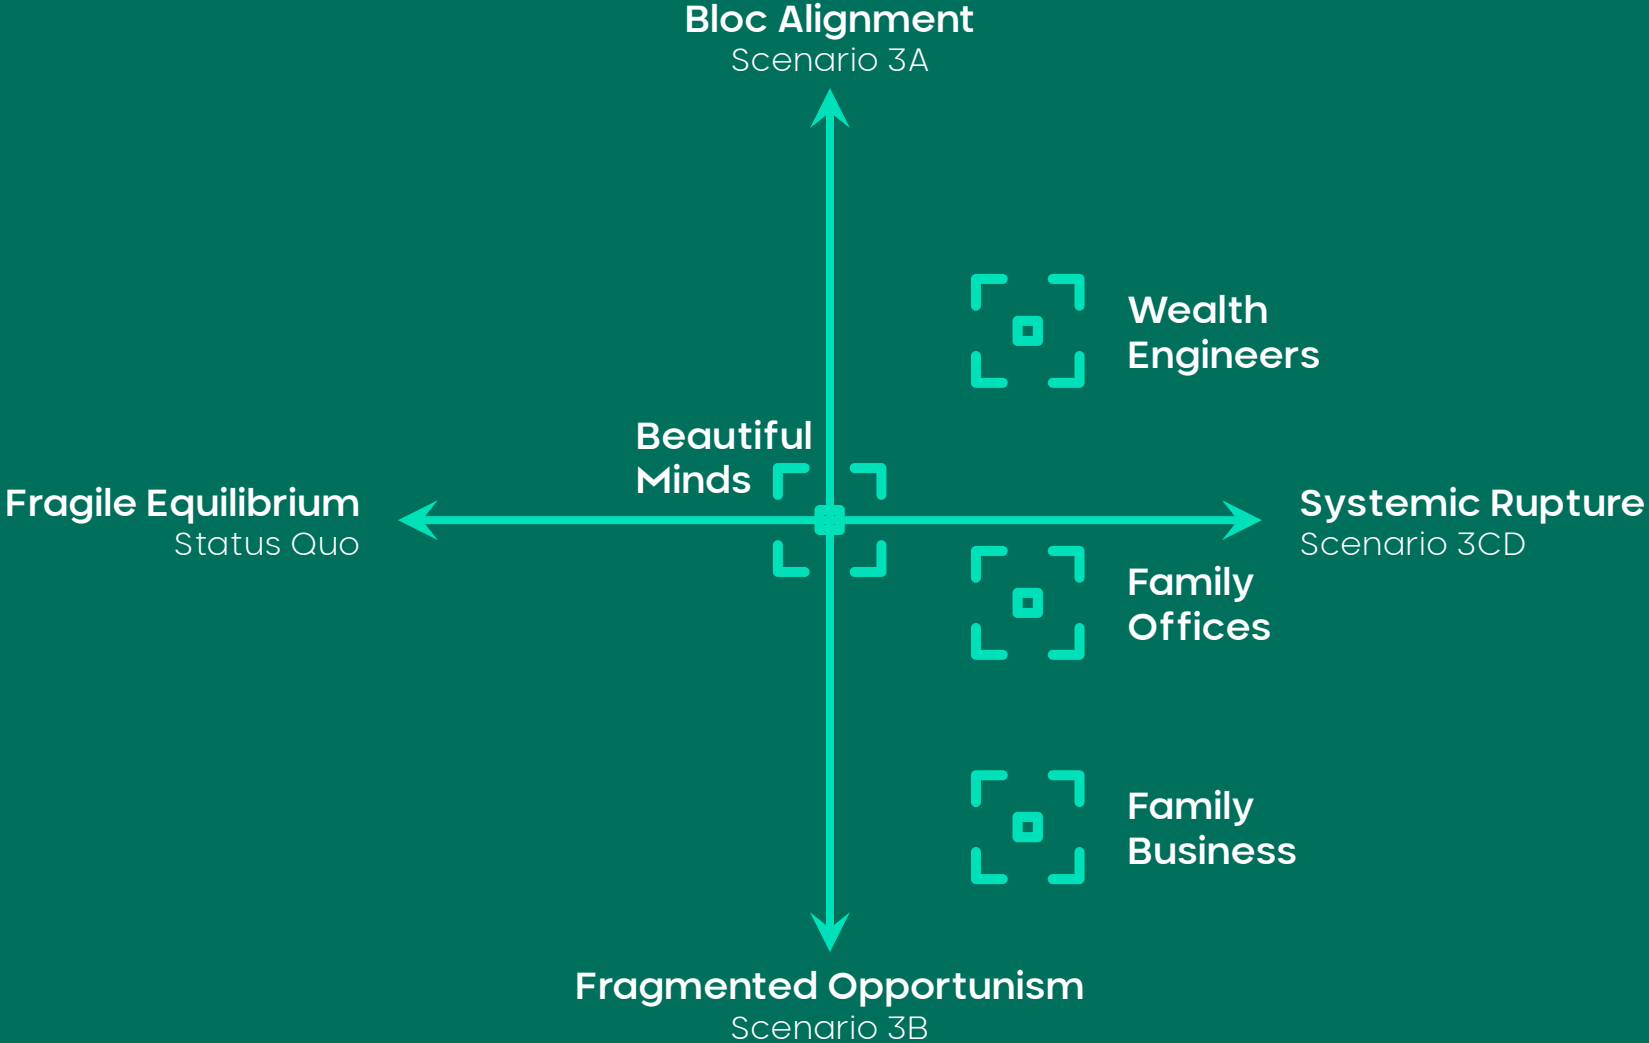 Bloc Alignment
Scenario 3A
Wealth
Engineers
Beautiful
Minds
Fragile Equilibrium
Status Quo
Systemic Rupture
Scenario 3CD
Family
Offices
Family
Business
Fragmented Opportunism
Scenario 3B